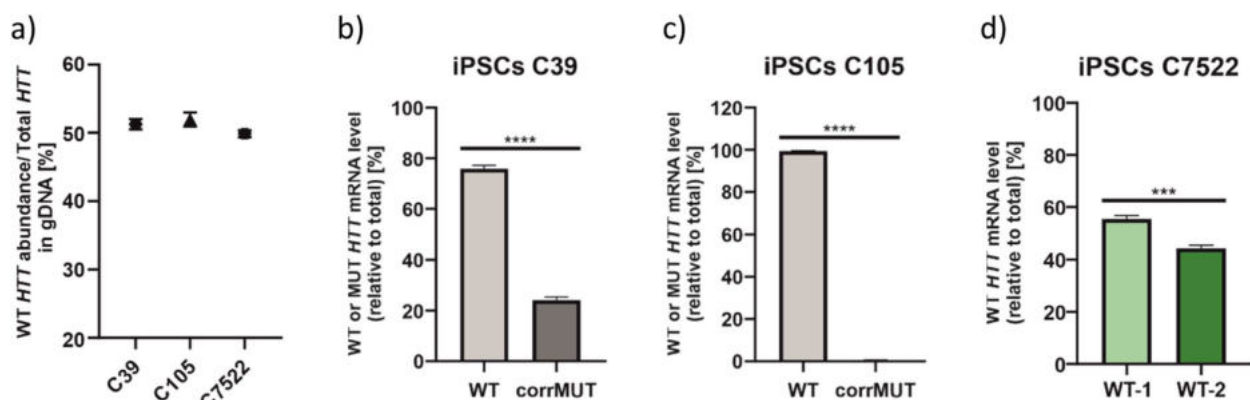 a)
WT HTT abundance/ Total HTT
in gDNA [%]
60
50
40
30
20
C39
C105
C7522
b)
iPSCs C39
WT or MUT HTT mRNA level
(relative to total) [%]
100
80
60
40
20
0
****
WT
corrMUT
c)
iPSCs C105
WT or MUT HTT mRNA level
(relative to total) [%]
120
100
80
60
40
20
0
****
WT
corrMUT
d)
iPSCs C7522
WT HTT mRNA level
(relative to total) [%]
100
80
60
40
20
0
***
WT-1
WT-2